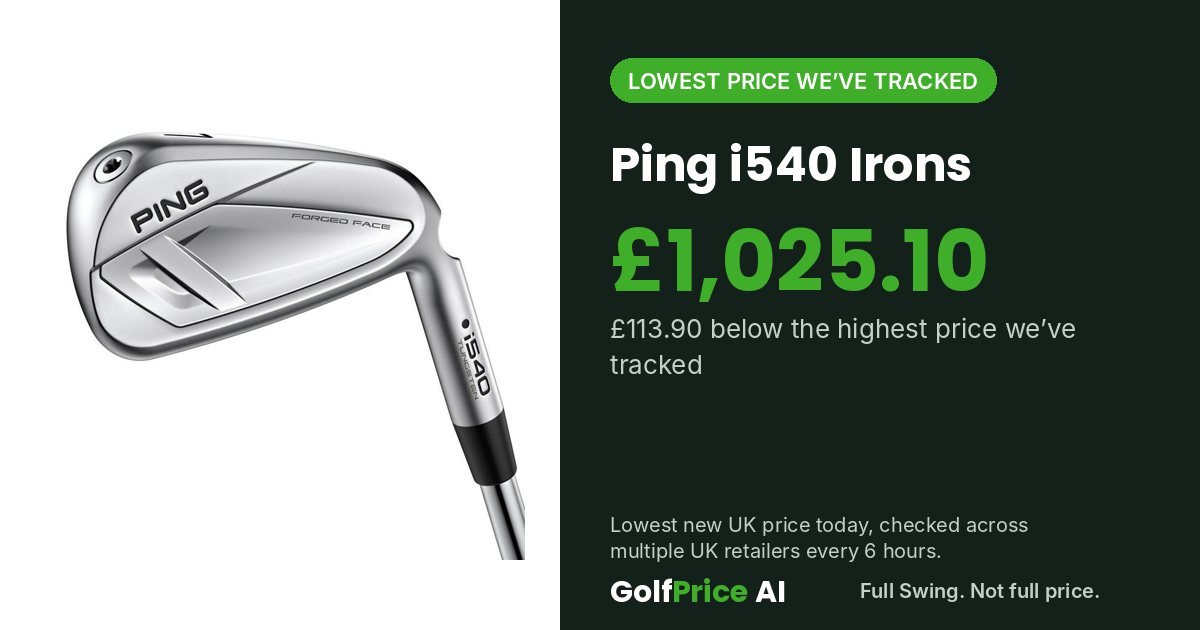 PING
FORGED FACE
i540
TUNGSTEN
LOWEST PRICE WE’VE TRACKED
Ping i540 Irons
£1,025.10
£113.90 below the highest price we’ve
tracked
Lowest new UK price today, checked across
multiple UK retailers every 6 hours.
GolfPrice AI
Full Swing. Not full price.